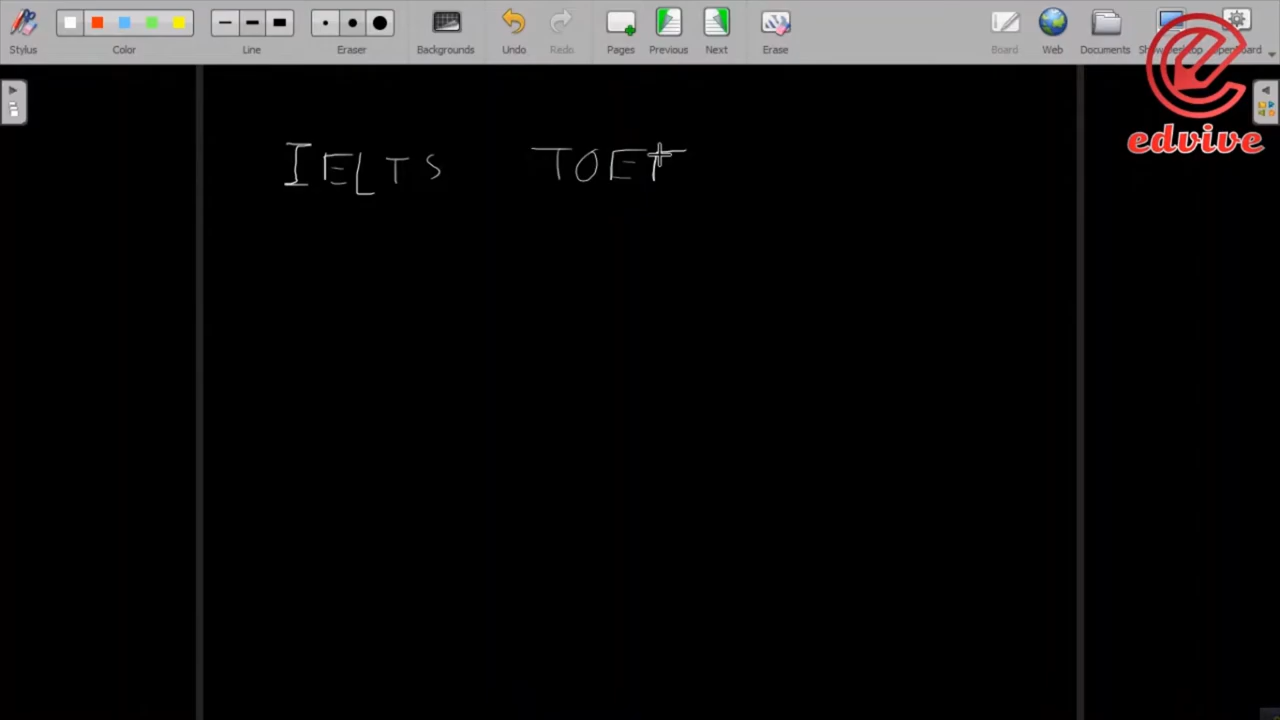 Stylus Color Line Eraser Backgrounds Undo Redo Pages Previous Next Erase Board Web Documents
edvive
IELTS TOEF